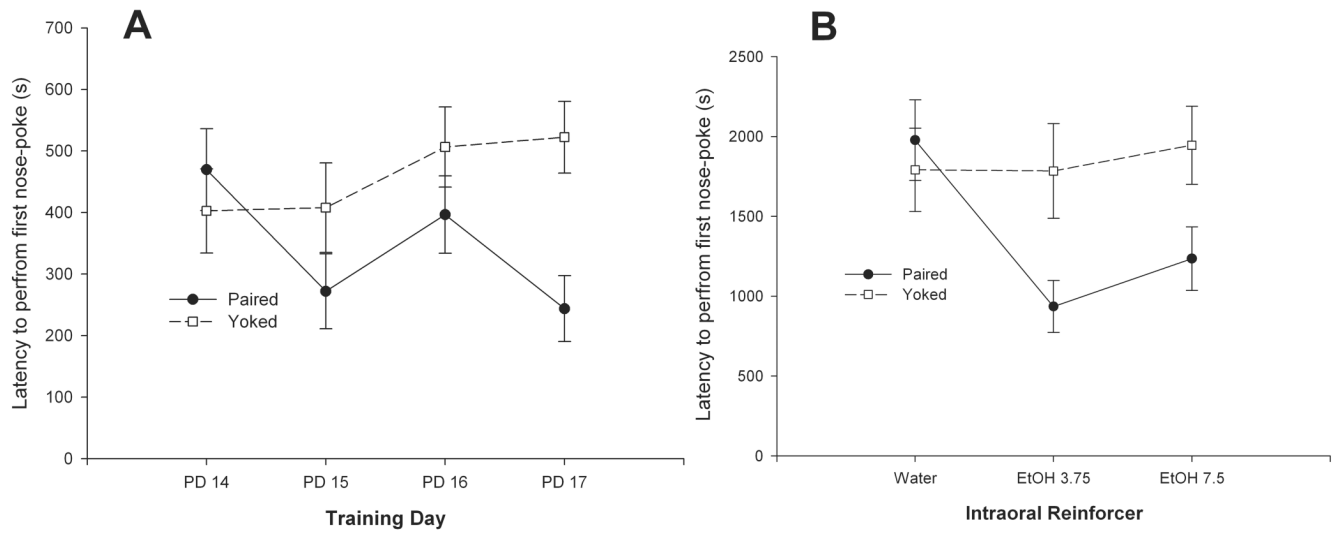 A
Latency to perfrom first nose-poke (s)
700
600
500
400
300
200
100
0
Paired
Yoked
PD 14 PD 15 PD 16 PD 17
Training Day
B
Latency to perfrom first nose-poke (s)
2500
2000
1500
1000
500
0
Paired
Yoked
Water EtOH 3.75 EtOH 7.5
Intraoral Reinforcer